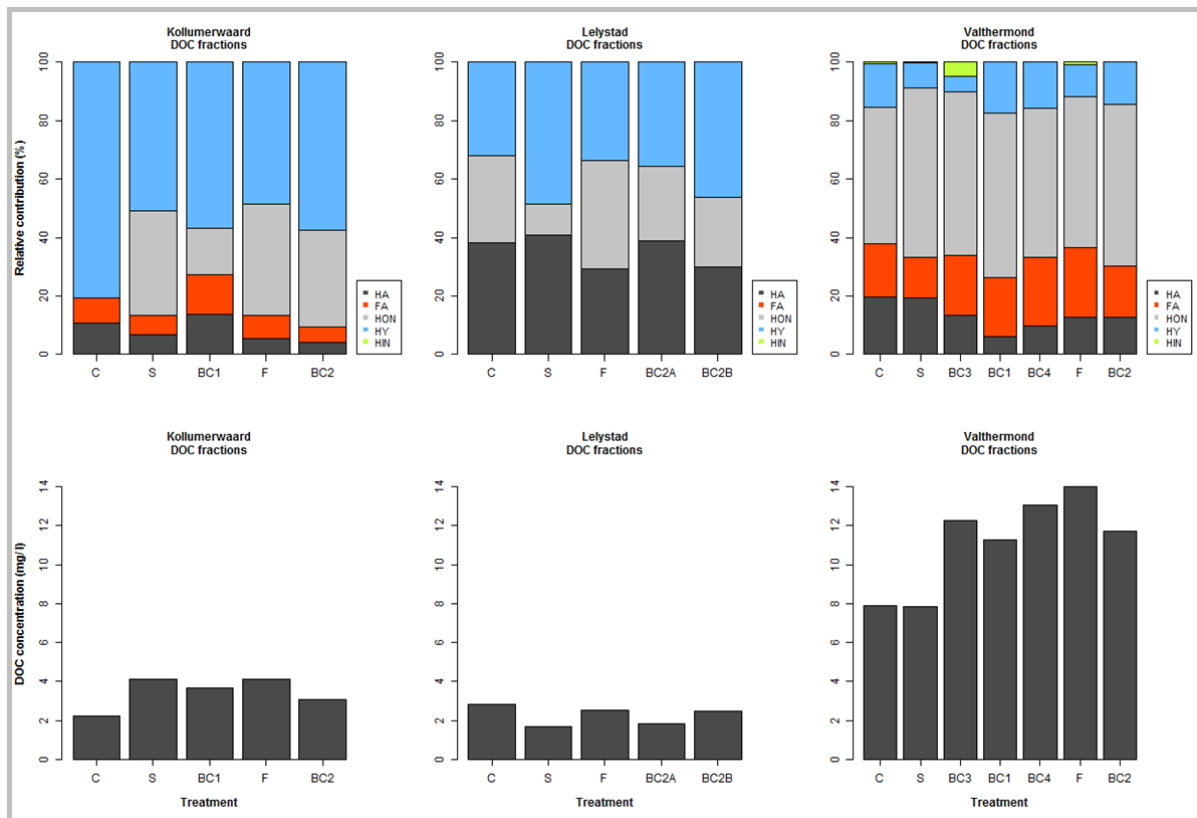 Kollumerwaard
DOC fractions
Relative contribution (%)
100
80
60
40
20
0
C S BC1 F BC2
HA
FA
HON
HY
HIN
Lelystad
DOC fractions
100
80
60
40
20
0
C S F BC2A BC2B
HA
FA
HON
HY
HIN
Valthermond
DOC fractions
100
80
60
40
20
0
C S BC3 BC1 BC4 F BC2
HA
FA
HON
HY
HIN
Kollumerwaard
DOC fractions
DOC concentration (mg/l)
14
12
10
8
6
4
2
0
C S BC1 F BC2
Treatment
Lelystad
DOC fractions
14
12
10
8
6
4
2
0
C S F BC2A BC2B
Treatment
Valthermond
DOC fractions
14
12
10
8
6
4
2
0
C S BC3 BC1 BC4 F BC2
Treatment